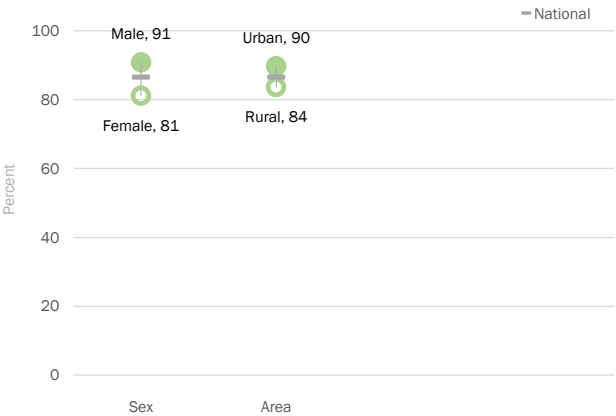 National
100
Male, 91
Urban, 90
80
Female, 81
Rural, 84
60
Percent
40
20
0
Sex
Area